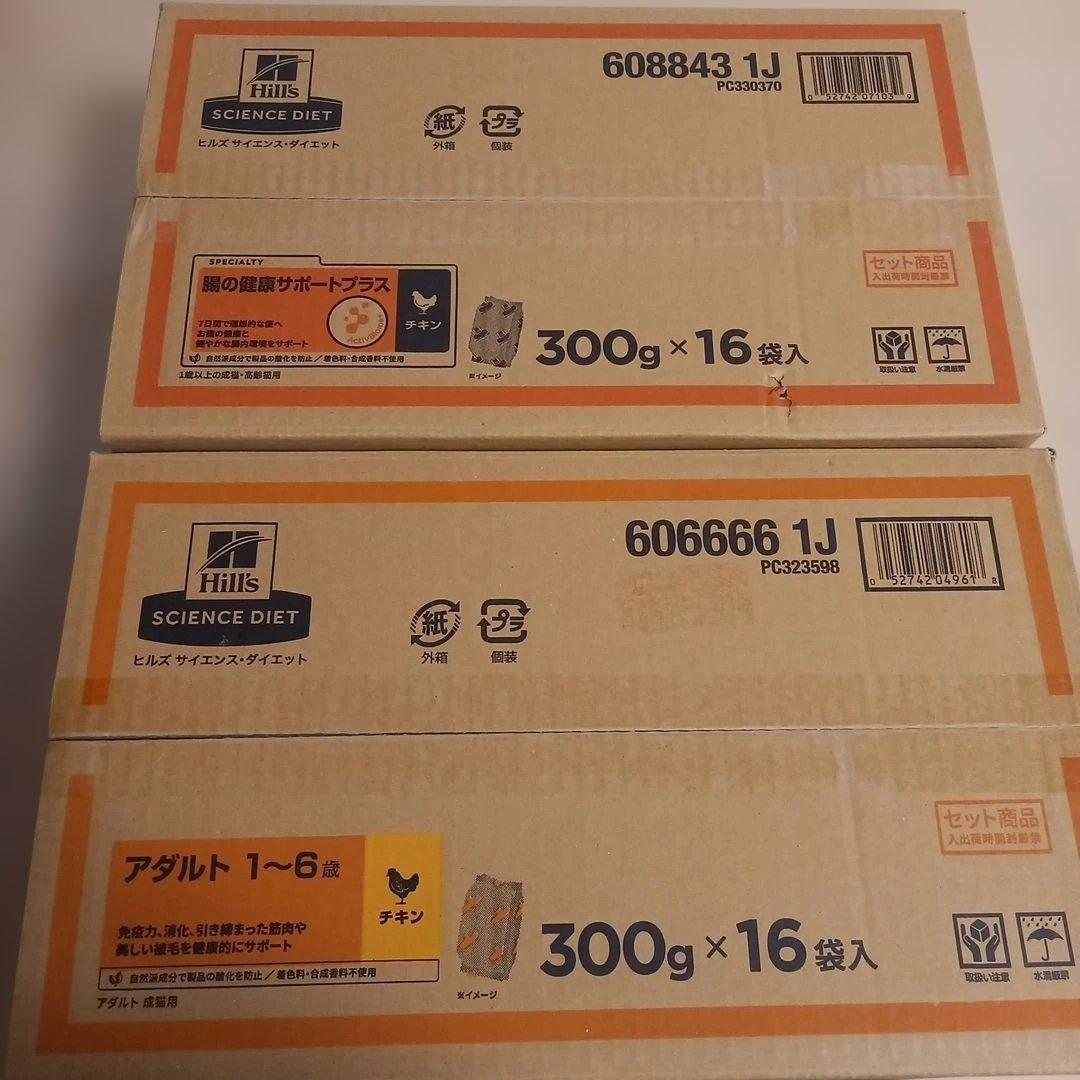 Hill's
SCIENCE DIET
ヒルズ サイエンス・ダイエット
紙
外箱
プラ
個装
608843 1J
PC330370
0 52742 07103 9
SPECIALTY
腸の健康サポートプラス
7日間で理想的な便へ
お腹の健康と
健やかな腸内環境をサポート
ActivBiome+
チキン
自然派成分で製品の酸化を防止／着色料・合成香料不使用
1歳以上の成猫・高齢猫用
※イメージ
300g × 16 袋入
セット商品
入出荷時開封厳禁
取扱い注意
水濡厳禁
Hill's
SCIENCE DIET
ヒルズ サイエンス・ダイエット
紙
外箱
プラ
個装
606666 1J
PC323598
0 52742 04961 8
アダルト 1～6歳
チキン
免疫力、消化、引き締まった筋肉や
美しい被毛を健康的にサポート
自然派成分で製品の酸化を防止／着色料・合成香料不使用
アダルト 成猫用
※イメージ
300g × 16 袋入
セット商品
入出荷時開封厳禁
取扱い注意
水濡厳禁